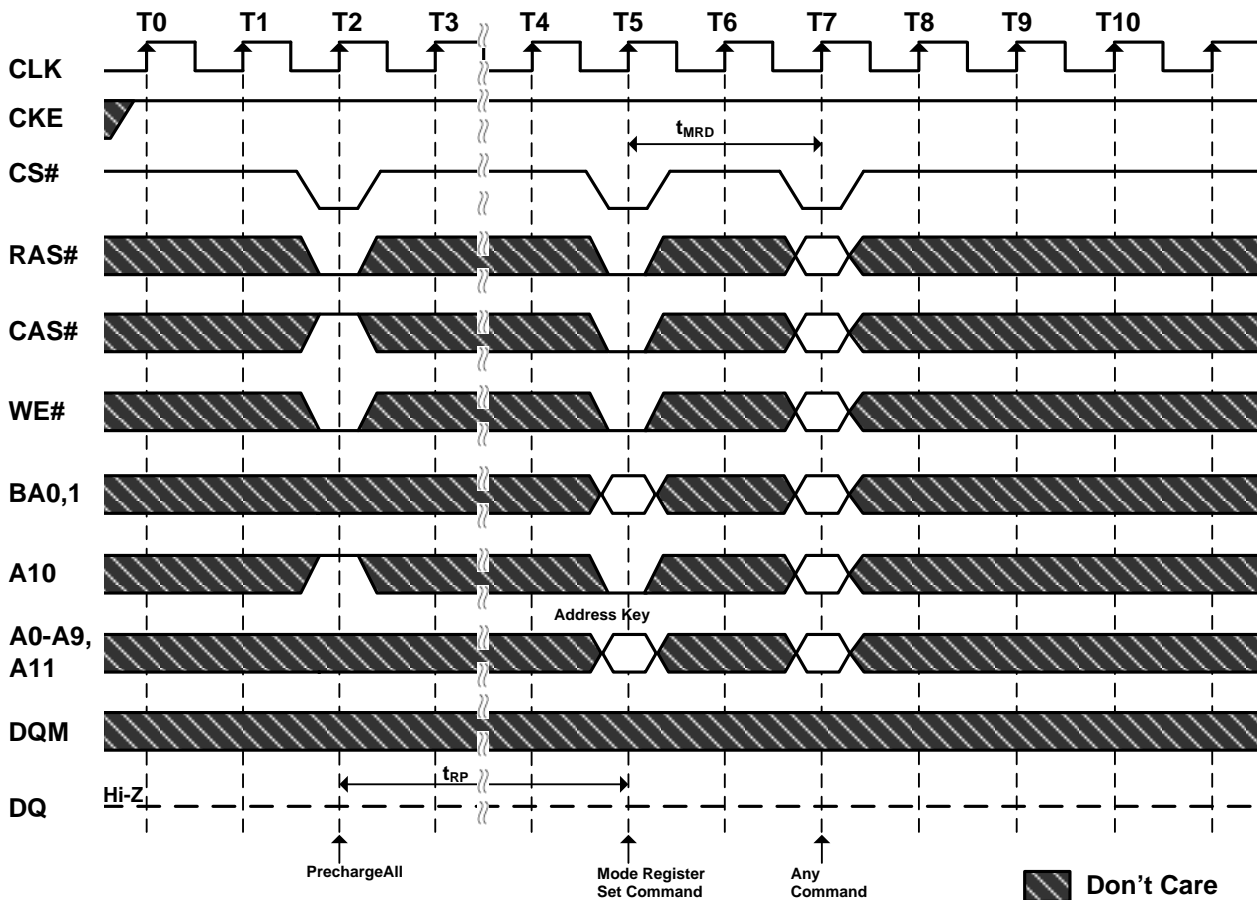 T0 T1 T2 T3 T4 T5 T6 T7 T8 T9 T10
CLK
CKE
tMRD
CS#
RAS#
CAS#
WE#
BA0,1
A10
Address Key
A0-A9,
A11
DQM
tRP
Hi-Z
DQ
PrechargeAll
Mode Register
Set Command
Any
Command
Don't Care